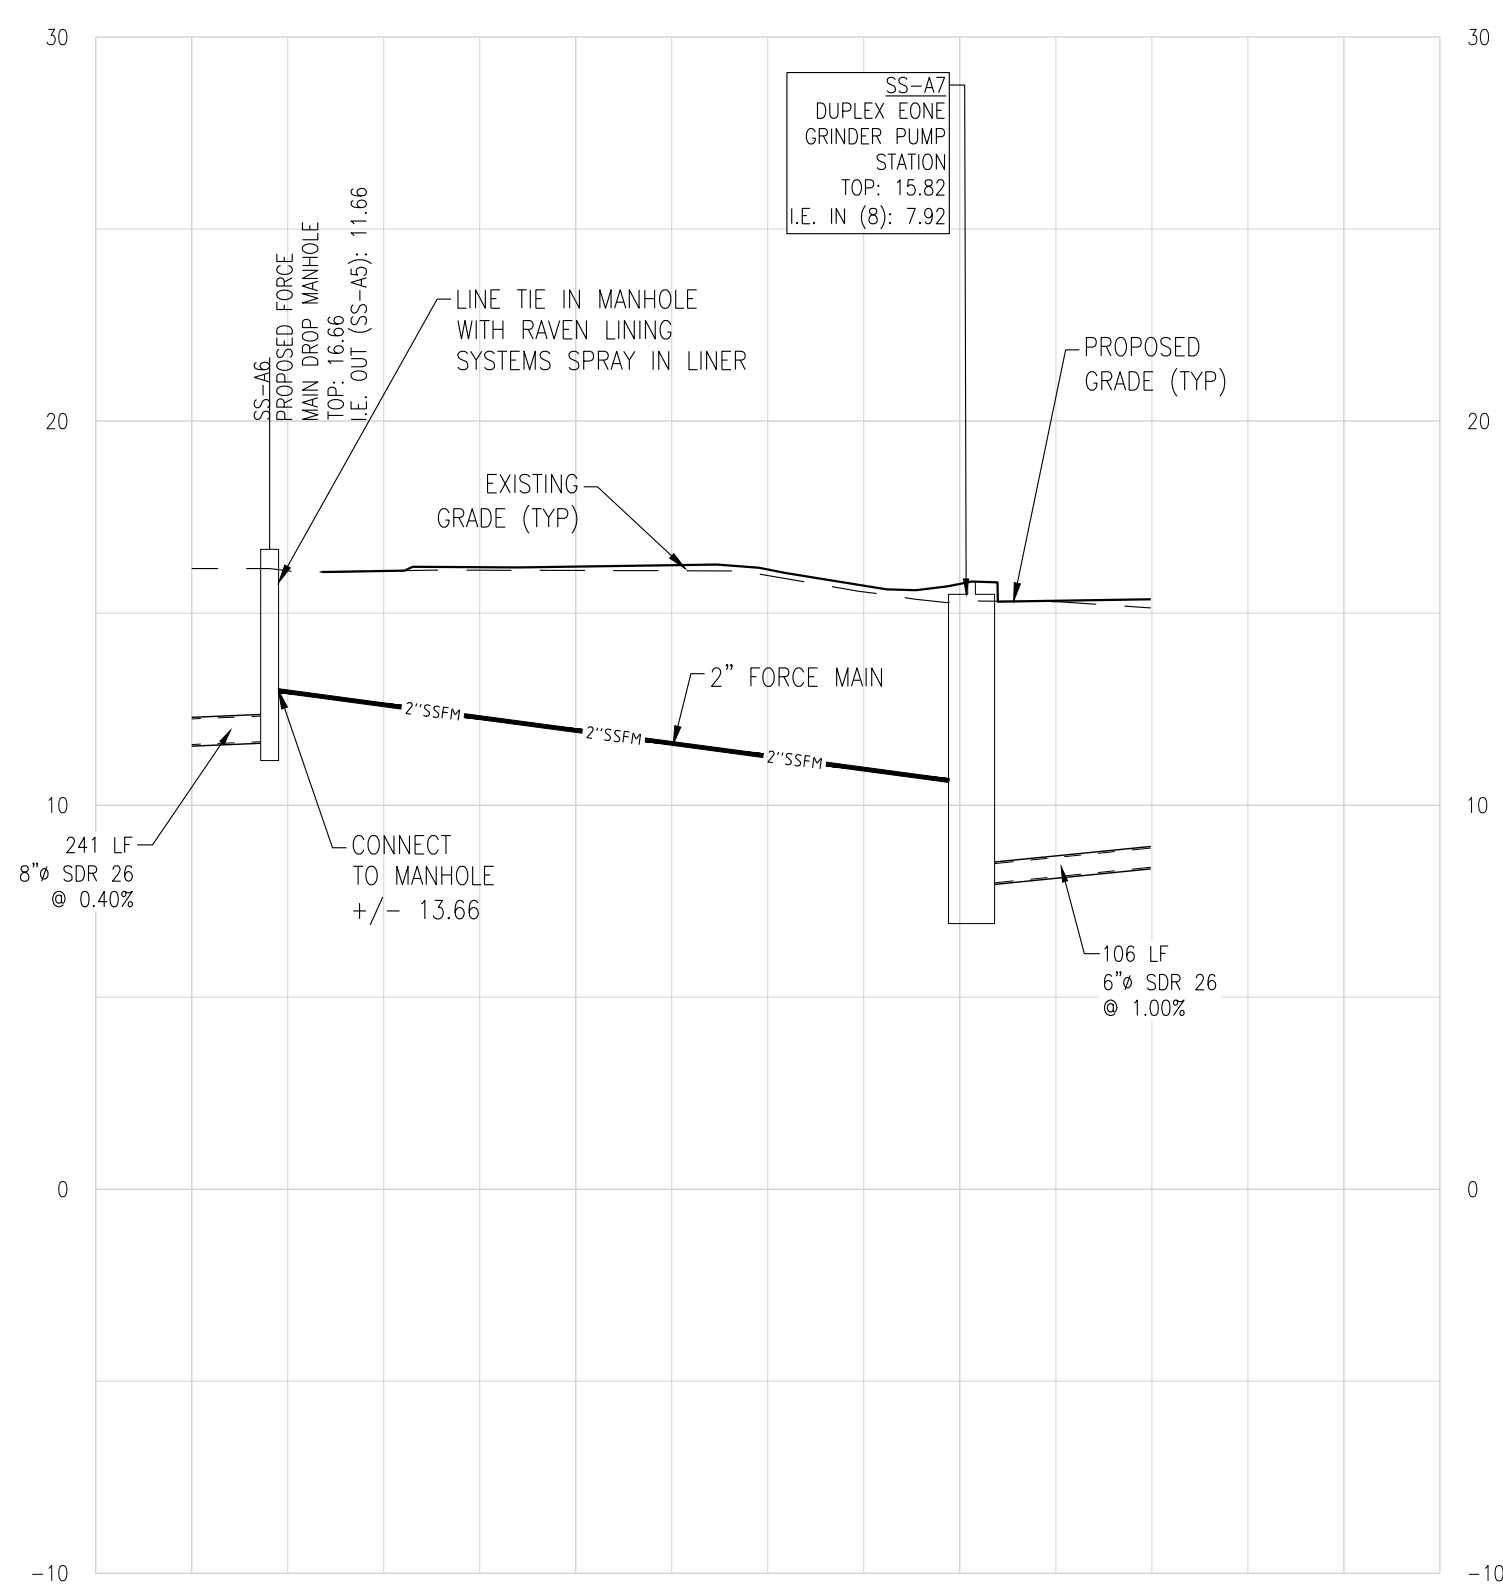 30
30
SS-A7
DUPLEX EONE
GRINDER PUMP
STATION
TOP: 15.82
I.E. IN (8): 7.92
SS-A6
PROPOSED FORCE
MAIN DROP MANHOLE
TOP: 16.66
I.E. OUT (SS-A5): 11.66
LINE TIE IN MANHOLE
WITH RAVEN LINING
SYSTEMS SPRAY IN LINER
PROPOSED
GRADE (TYP)
20
20
EXISTING
GRADE (TYP)
2" FORCE MAIN
2"SSFM
2"SSFM
2"SSFM
10
10
241 LF
8"ø SDR 26
@ 0.40%
CONNECT
TO MANHOLE
+/- 13.66
106 LF
6"ø SDR 26
@ 1.00%
0
0
-10
-10